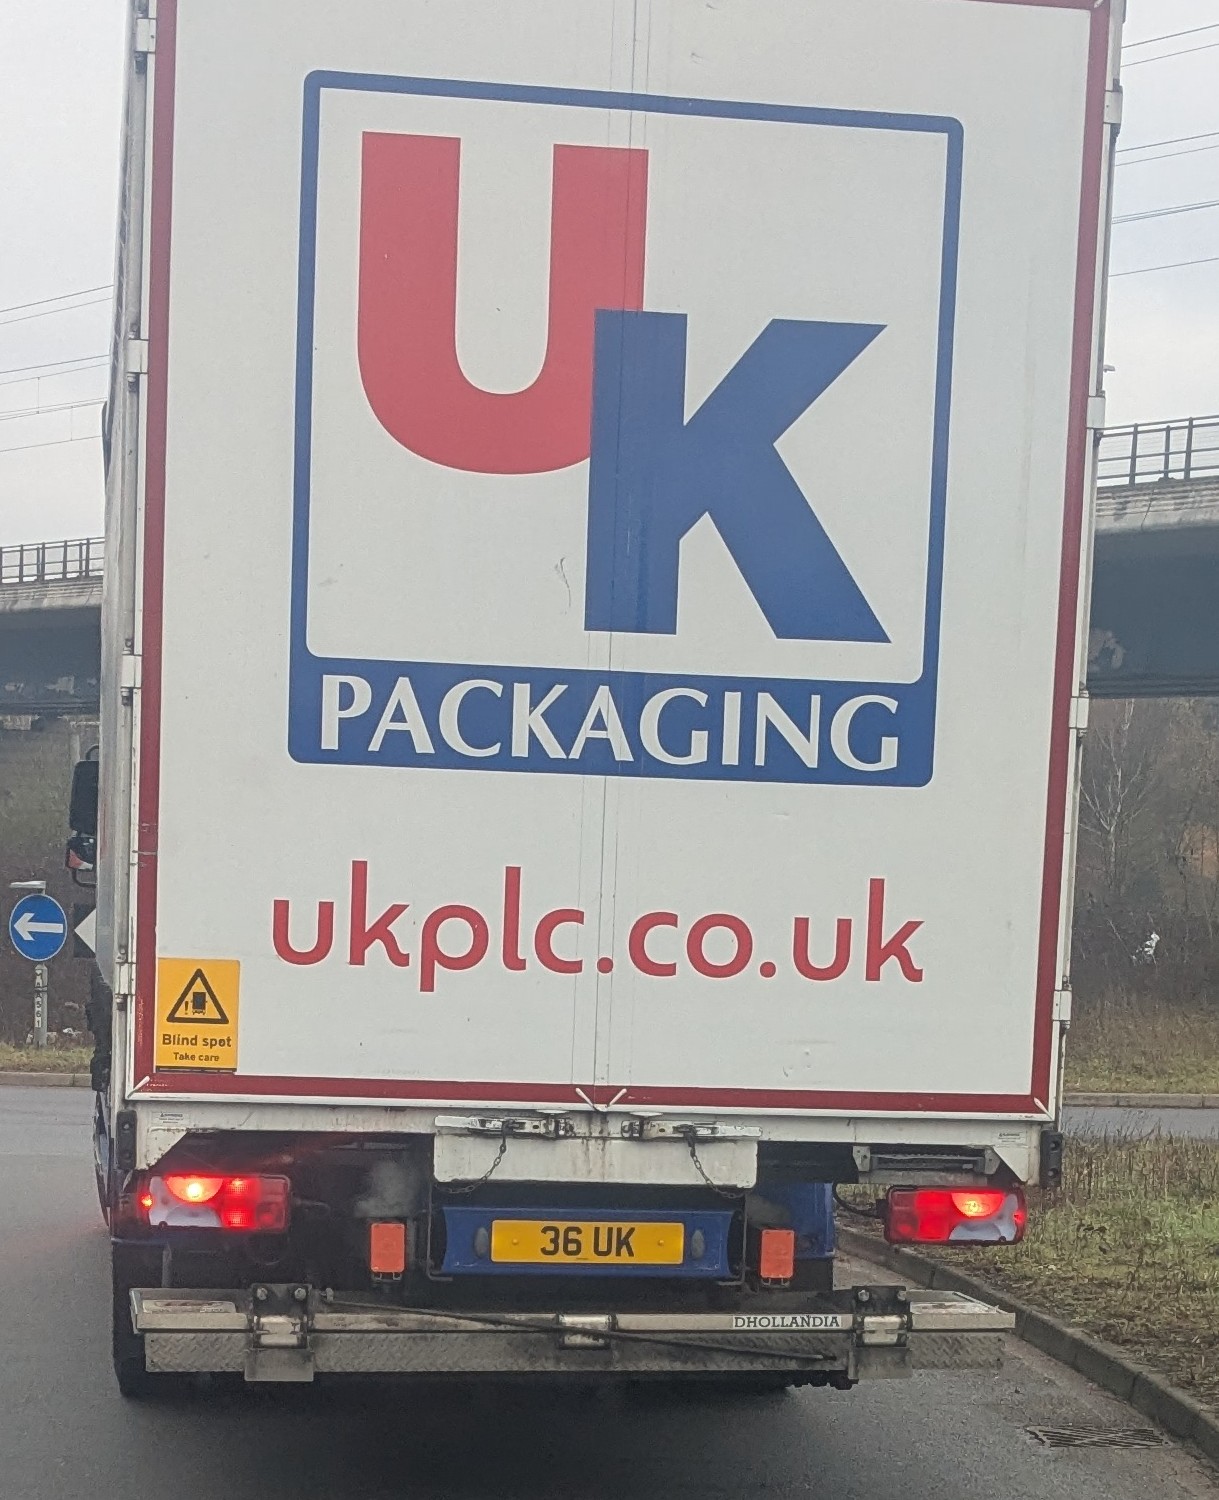 UK
PACKAGING
ukplc.co.uk
Blind spot
Take care
36 UK
DHOLLANDIA